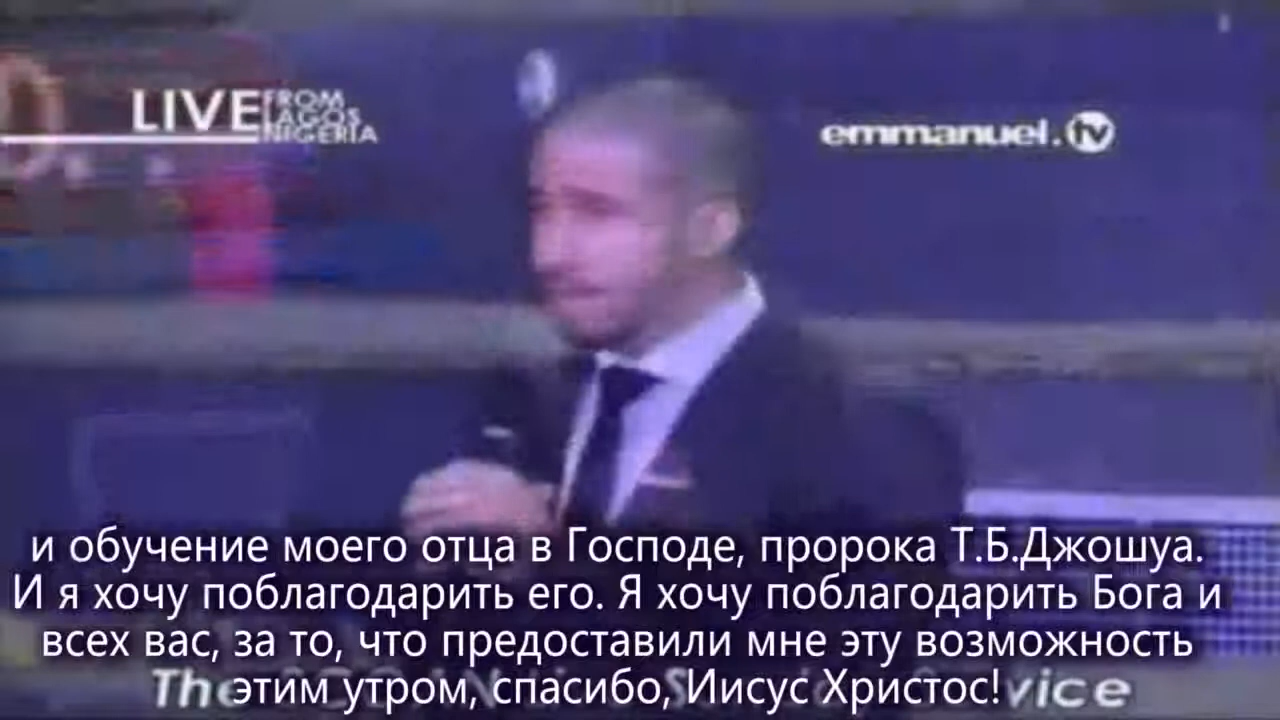 LIVE FROM
LAGOS
NIGERIA
emmanuel.tv
и обучение моего отца в Господе, пророка Т.Б.Джошуа.
И я хочу поблагодарить его. Я хочу поблагодарить Бога и
всех вас, за то, что предоставили мне эту возможность
этим утром, спасибо, Иисус Христос!